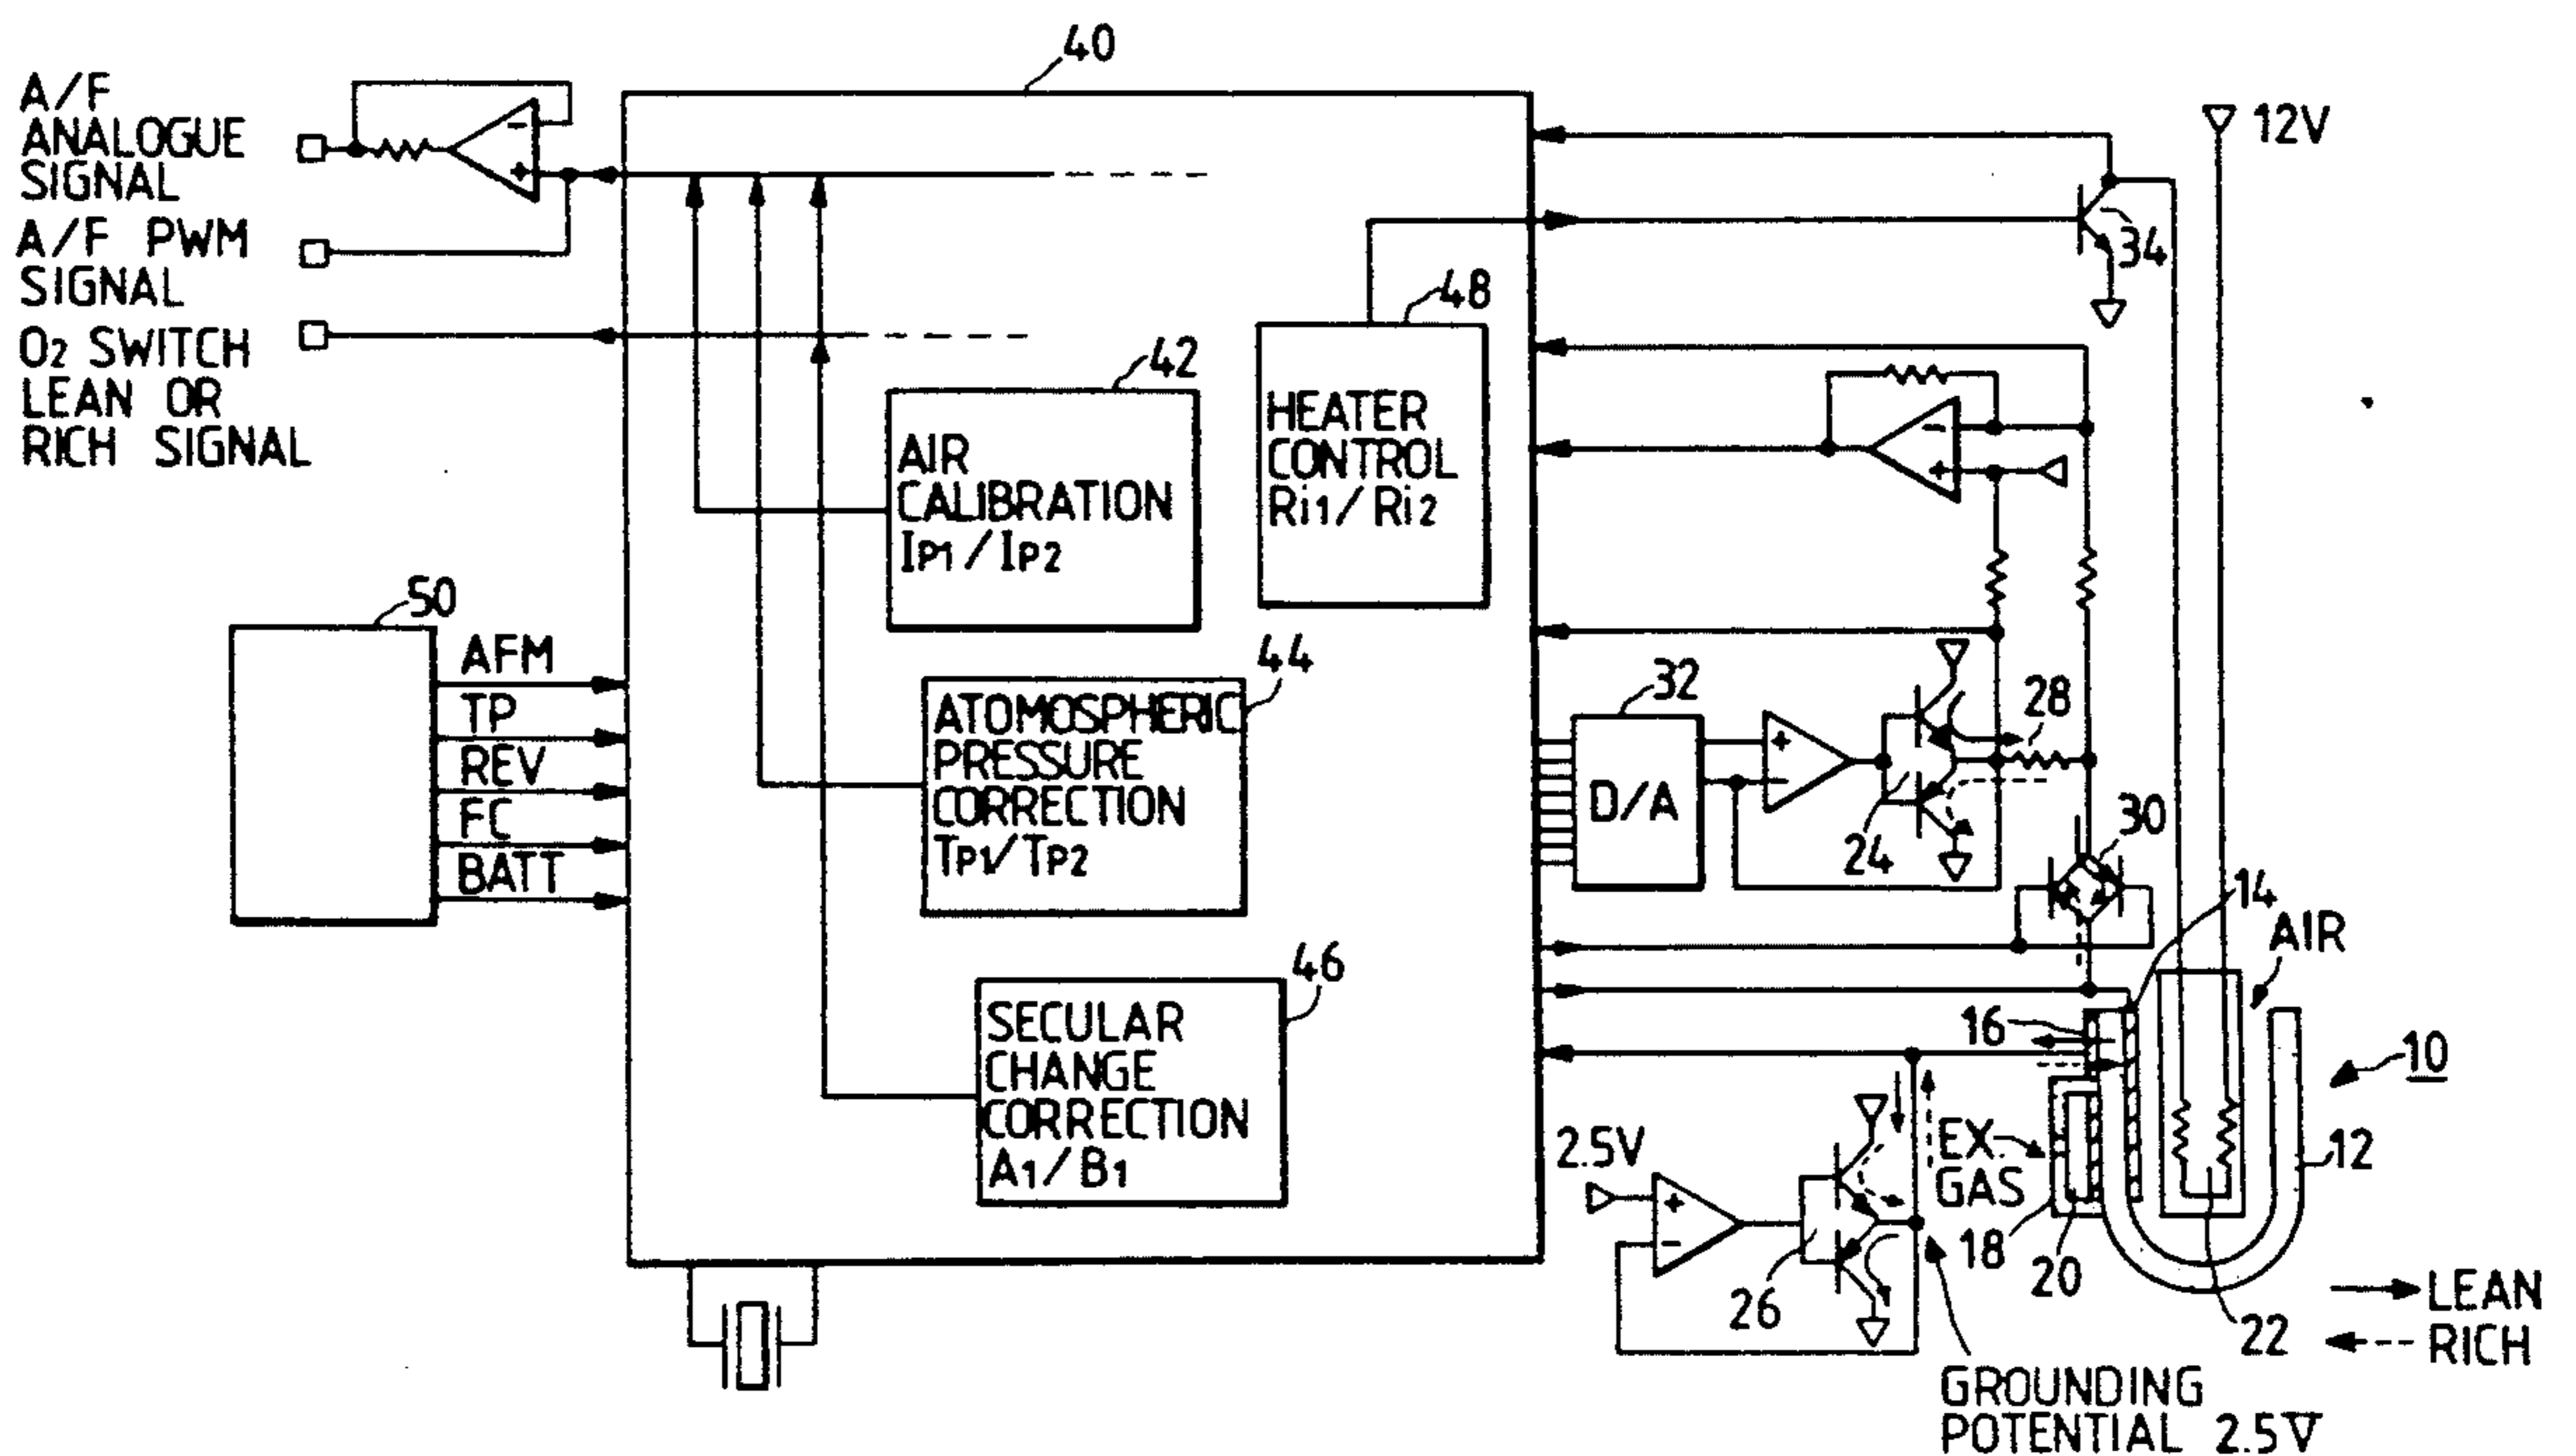 40
A/F
ANALOGUE
SIGNAL
-
+
12V
34
A/F PWM
SIGNAL
48
O2 SWITCH
LEAN OR
RICH SIGNAL
42
AIR
CALIBRATION
IP1/IP2
HEATER
CONTROL
Ri1/Ri2
-
+
50
AFM
TP
REV
FC
BATT
44
ATOMOSPHERIC
PRESSURE
CORRECTION
TP1/TP2
32
D/A
+
-
24
28
30
14
AIR
46
SECULAR
CHANGE
CORRECTION
A1/B1
16
10
12
2.5V
+
-
26
EX.
GAS
18
20
22
LEAN
RICH
GROUNDING
POTENTIAL 2.5V